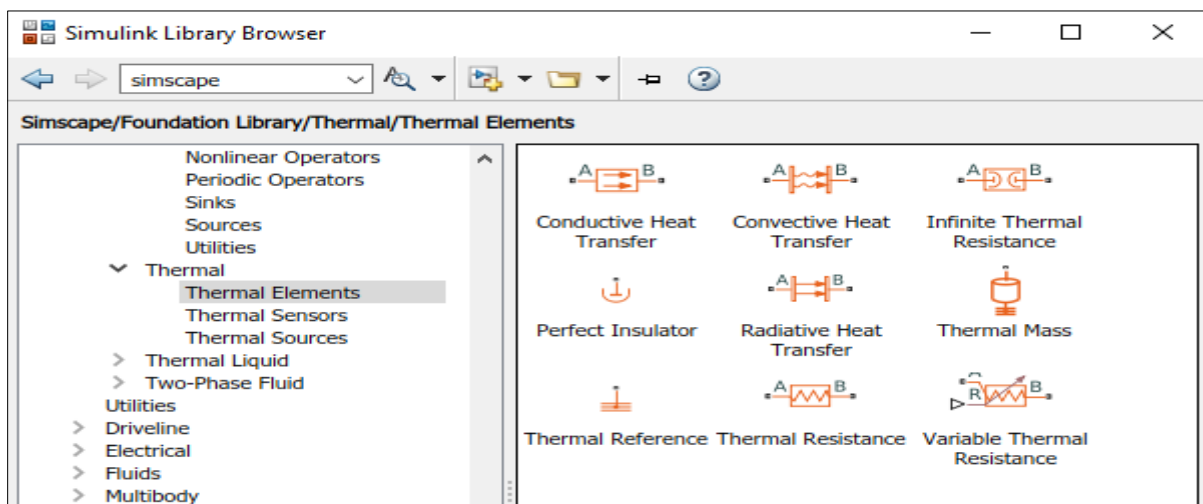 Simulink Library Browser
simscape
Simscape/Foundation Library/Thermal/Thermal Elements
Nonlinear Operators
Periodic Operators
Sinks
Sources
Utilities
Thermal
Thermal Elements
Thermal Sensors
Thermal Sources
Thermal Liquid
Two-Phase Fluid
Utilities
Driveline
Electrical
Fluids
Multibody
A B
Conductive Heat
Transfer
A B
Convective Heat
Transfer
A B
Infinite Thermal
Resistance
Perfect Insulator
A B
Radiative Heat
Transfer
Thermal Mass
Thermal Reference
A B
Thermal Resistance
R B
Variable Thermal
Resistance